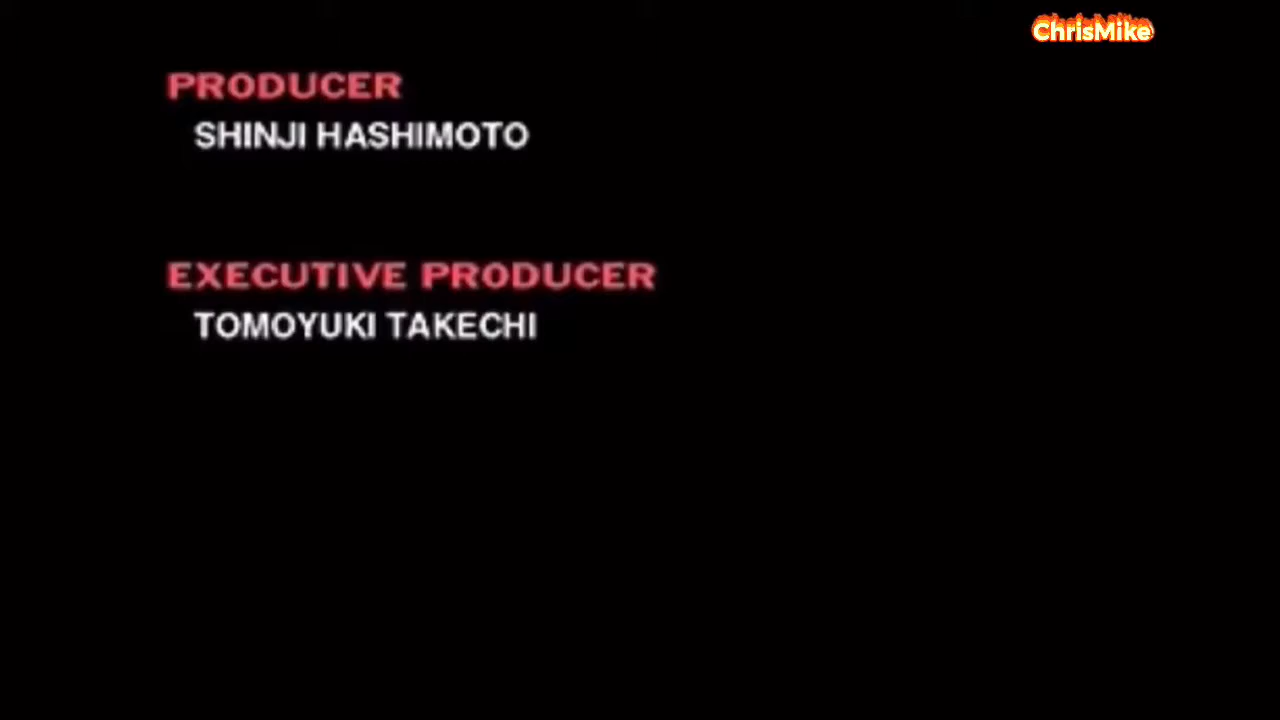 ChrisMike
PRODUCER
SHINJI HASHIMOTO
EXECUTIVE PRODUCER
TOMOYUKI TAKECHI